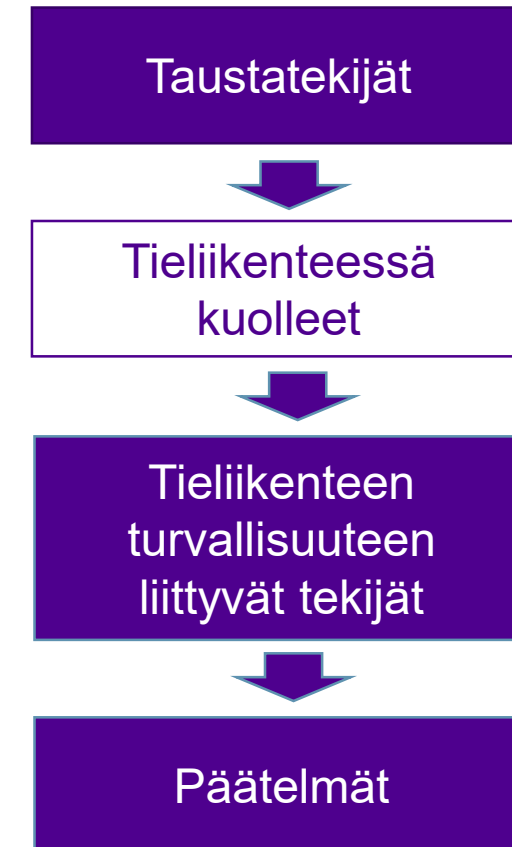 Taustatekijät
Tieliikenteessä
kuolleet
Tieliikenteen
turvallisuuteen
liittyvät tekijät
Päätelmät